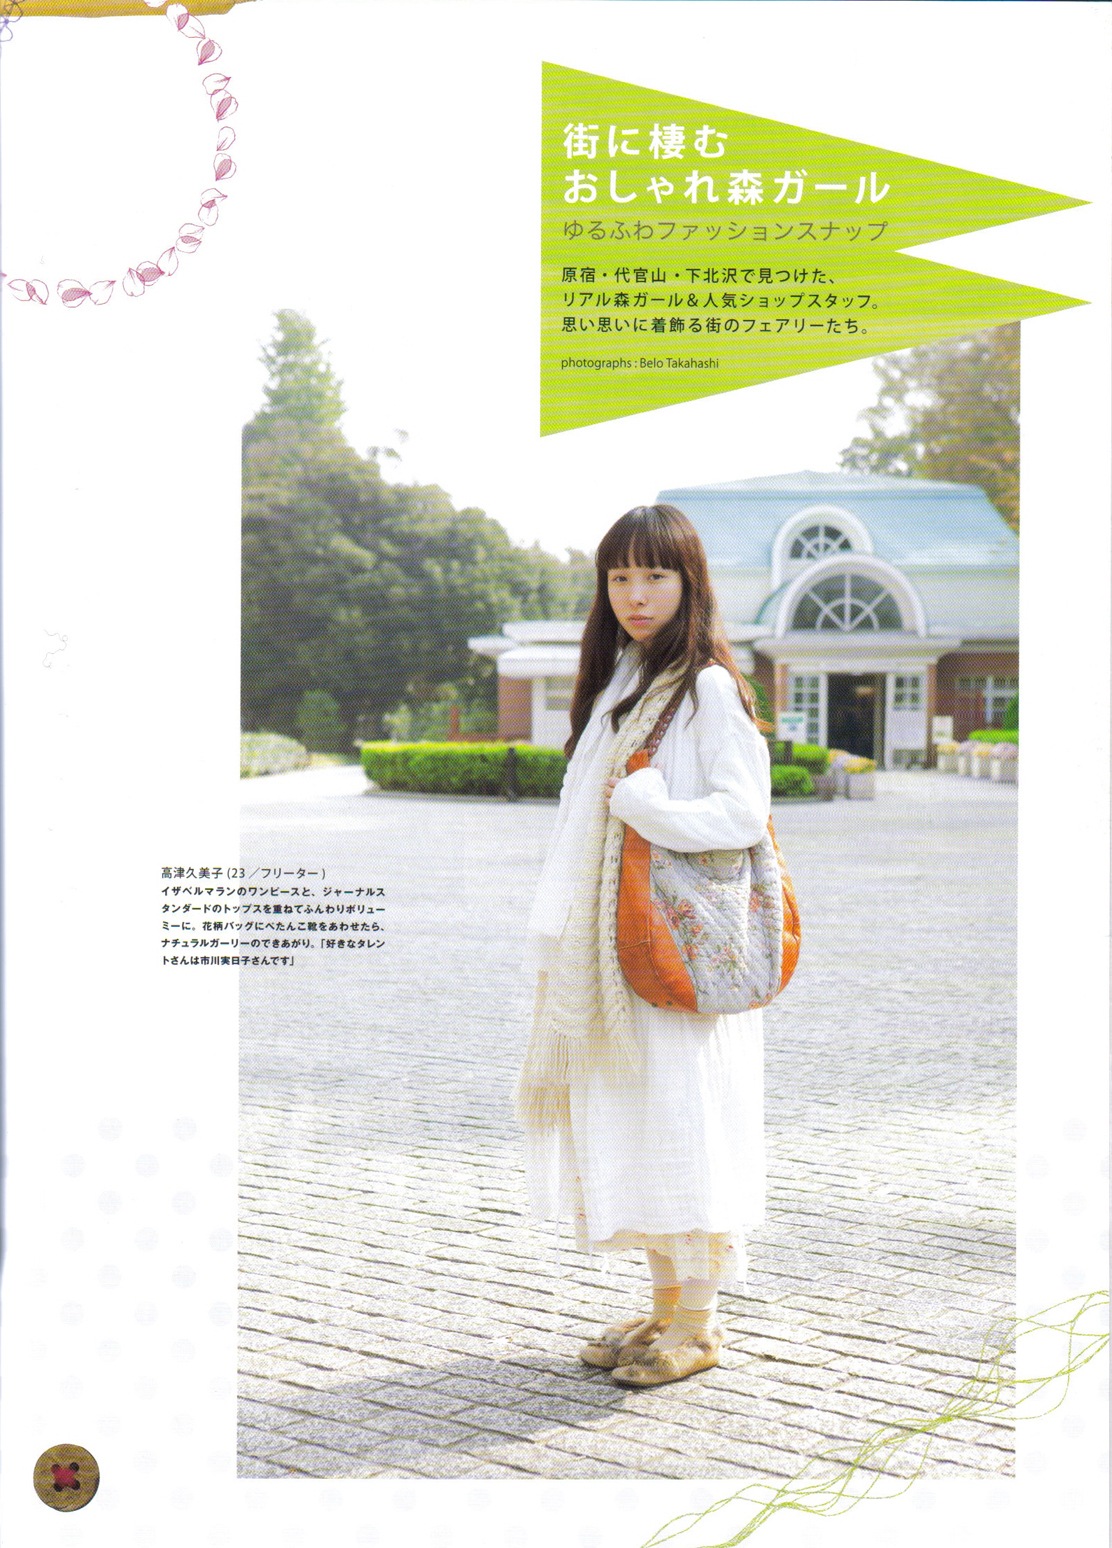 街に棲む
おしゃれ森ガール
ゆるふわファッションスナップ
原宿・代官山・下北沢で見つけた、
リアル森ガール＆人気ショップスタッフ。
思い思いに着飾る街のフェアリーたち。
photographs : Belo Takahashi
高津久美子 (23 ／フリーター )
イザベルマランのワンピースと、ジャーナルス
タンダードのトップスを重ねてふんわりボリュー
ミーに。花柄バッグにぺたんこ靴をあわせたら、
ナチュラルガーリーのできあがり。「好きなタレン
トさんは市川実日子さんです」